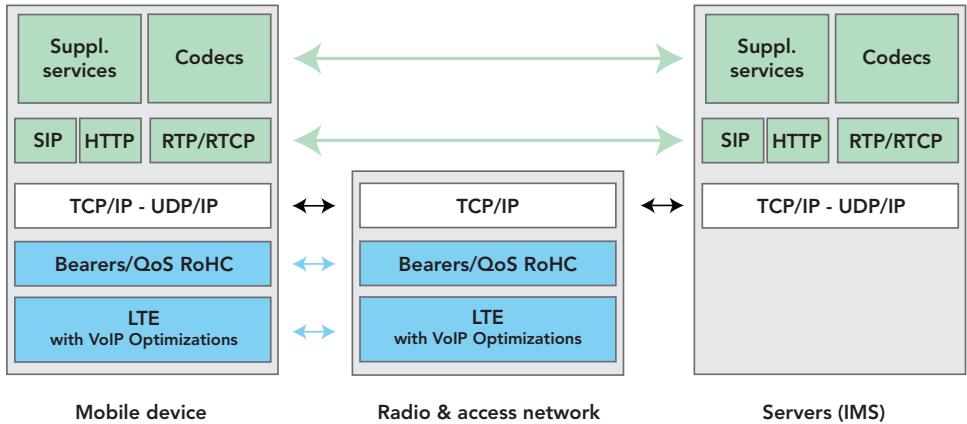 Suppl.
services
Codecs
SIP
HTTP
RTP/RTCP
TCP/IP - UDP/IP
Bearers/QoS RoHC
LTE
with VoIP Optimizations
Mobile device
TCP/IP
Bearers/QoS RoHC
LTE
with VoIP Optimizations
Radio & access network
Suppl.
services
Codecs
SIP
HTTP
RTP/RTCP
TCP/IP - UDP/IP
Servers (IMS)